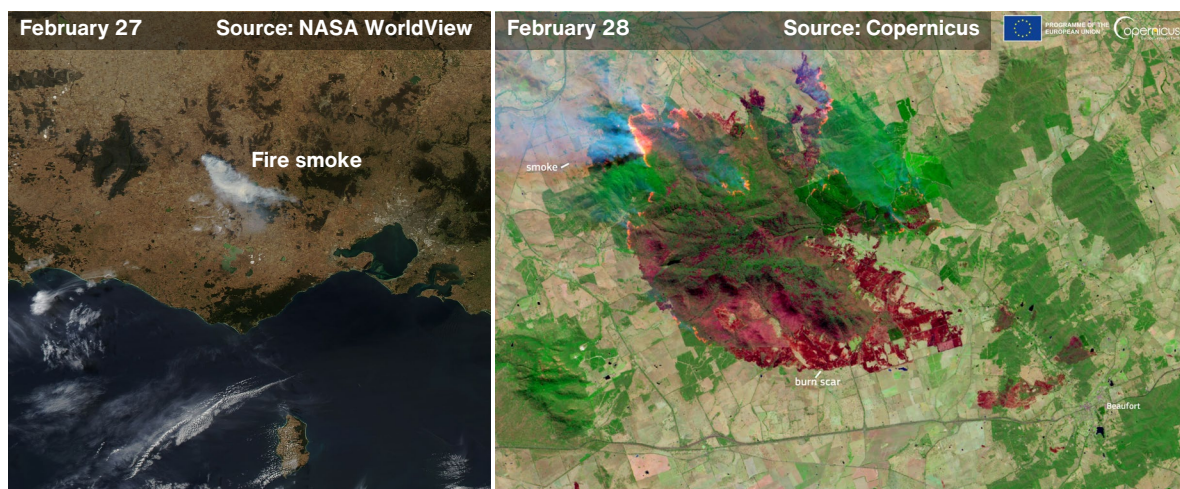 February 27
Source: NASA WorldView
Fire smoke
February 28
Source: Copernicus
PROGRAMME OF THE
EUROPEAN UNION
opernicus
smoke
burn scar
Beaufort